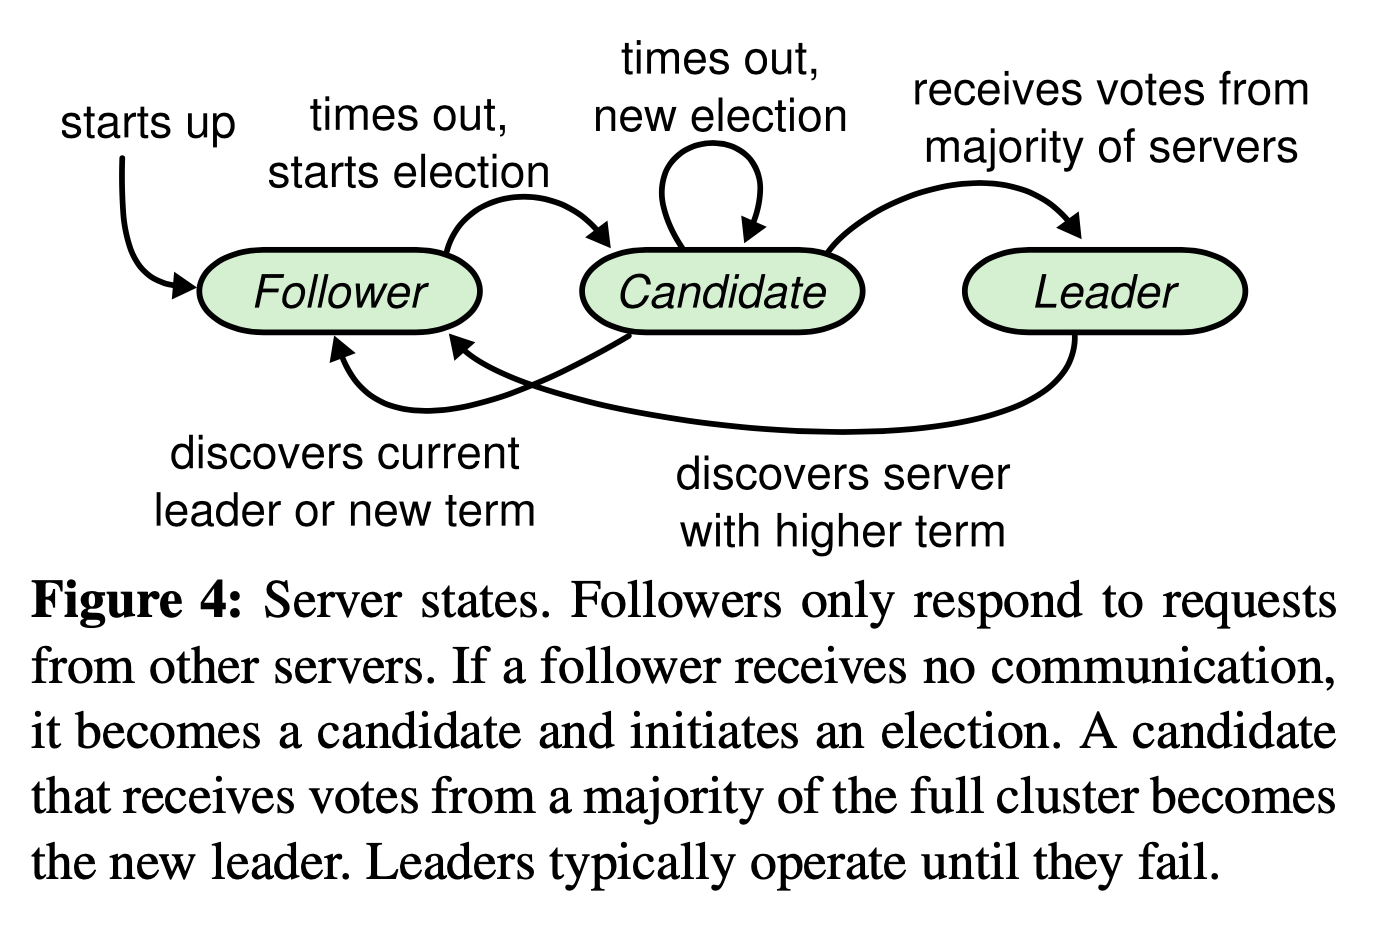 starts up
times out,
starts election
times out,
new election
receives votes from
majority of servers
Follower
Candidate
Leader
discovers current
leader or new term
discovers server
with higher term
Figure 4: Server states. Followers only respond to requests
from other servers. If a follower receives no communication,
it becomes a candidate and initiates an election. A candidate
that receives votes from a majority of the full cluster becomes
the new leader. Leaders typically operate until they fail.